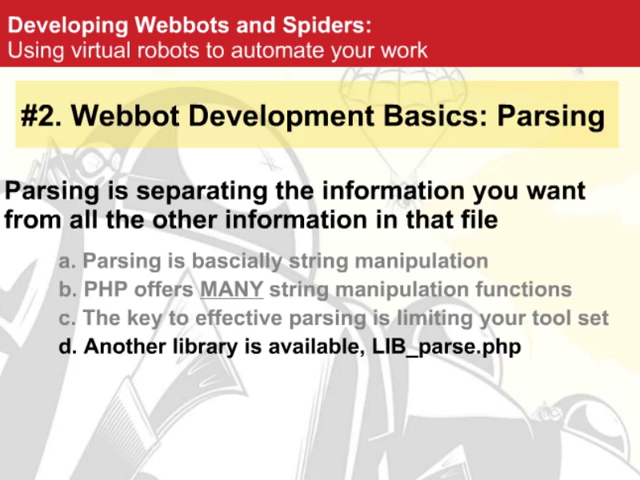 Developing Webbots and Spiders:
Using virtual robots to automate your work
#2. Webbot Development Basics: Parsing
Parsing is separating the information you want
from all the other information in that file
a. Parsing is bascially string manipulation
b. PHP offers MANY string manipulation functions
c. The key to effective parsing is limiting your tool set
d. Another library is available, LIB_parse.php